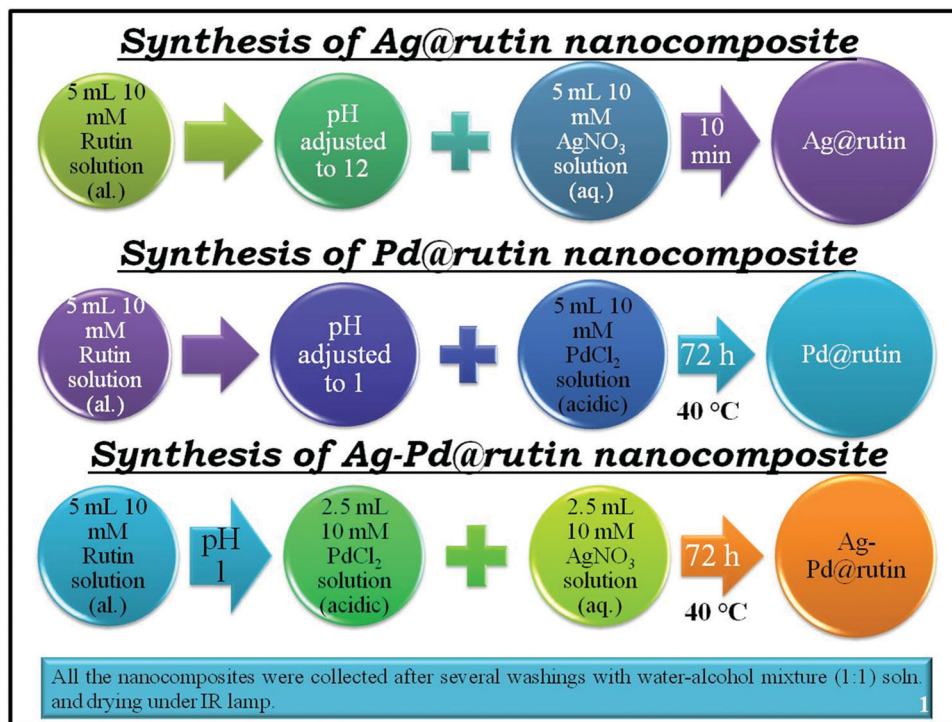 Synthesis of Ag@rutin nanocomposite
5 mL 10
mM
Rutin
solution
(al.)
pH
adjusted
to 12
5 mL 10
mM
AgNO₃
solution
(aq.)
10
min
Ag@rutin
Synthesis of Pd@rutin nanocomposite
5 mL 10
mM
Rutin
solution
(al.)
pH
adjusted
to 1
5 mL 10
mM
PdCl₂
solution
(acidic)
72 h
40 °C
Pd@rutin
Synthesis of Ag-Pd@rutin nanocomposite
5 mL 10
mM
Rutin
solution
(al.)
pH
1
2.5 mL
10 mM
PdCl₂
solution
(acidic)
2.5 mL
10 mM
AgNO₃
solution
(aq.)
72 h
40 °C
Ag-
Pd@rutin
All the nanocomposites were collected after several washings with water-alcohol mixture (1:1) soln.
and drying under IR lamp.
1